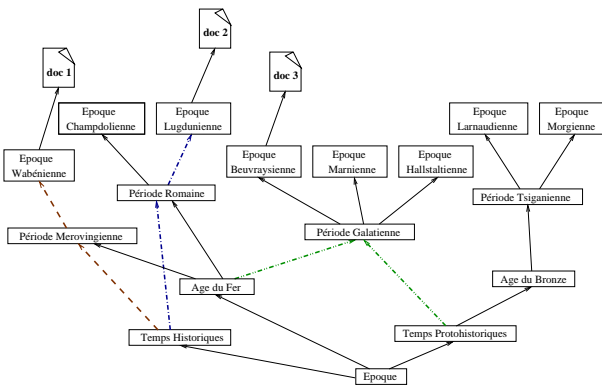 doc 2
doc 1
doc 3
Epoque
Champdolienne
Epoque
Lugdunienne
Epoque
Larnaudienne
Epoque
Morgienne
Epoque
Wabénienne
Epoque
Beuvraysienne
Epoque
Marnienne
Epoque
Hallstaltienne
Période Romaine
Période Tsiganienne
Période Merovingienne
Période Galatienne
Age du Fer
Age du Bronze
Temps Historiques
Temps Protohistoriques
Epoque